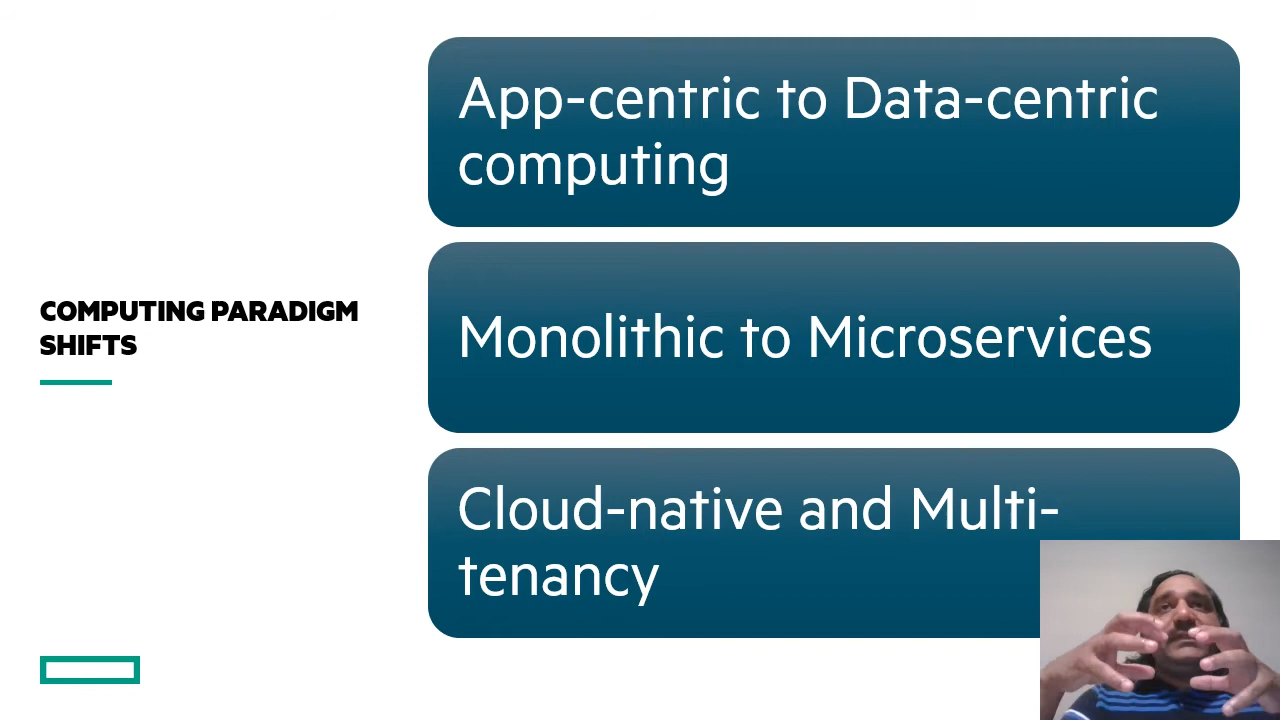 COMPUTING PARADIGM
SHIFTS
App-centric to Data-centric
computing
Monolithic to Microservices
Cloud-native and Multi-
tenancy